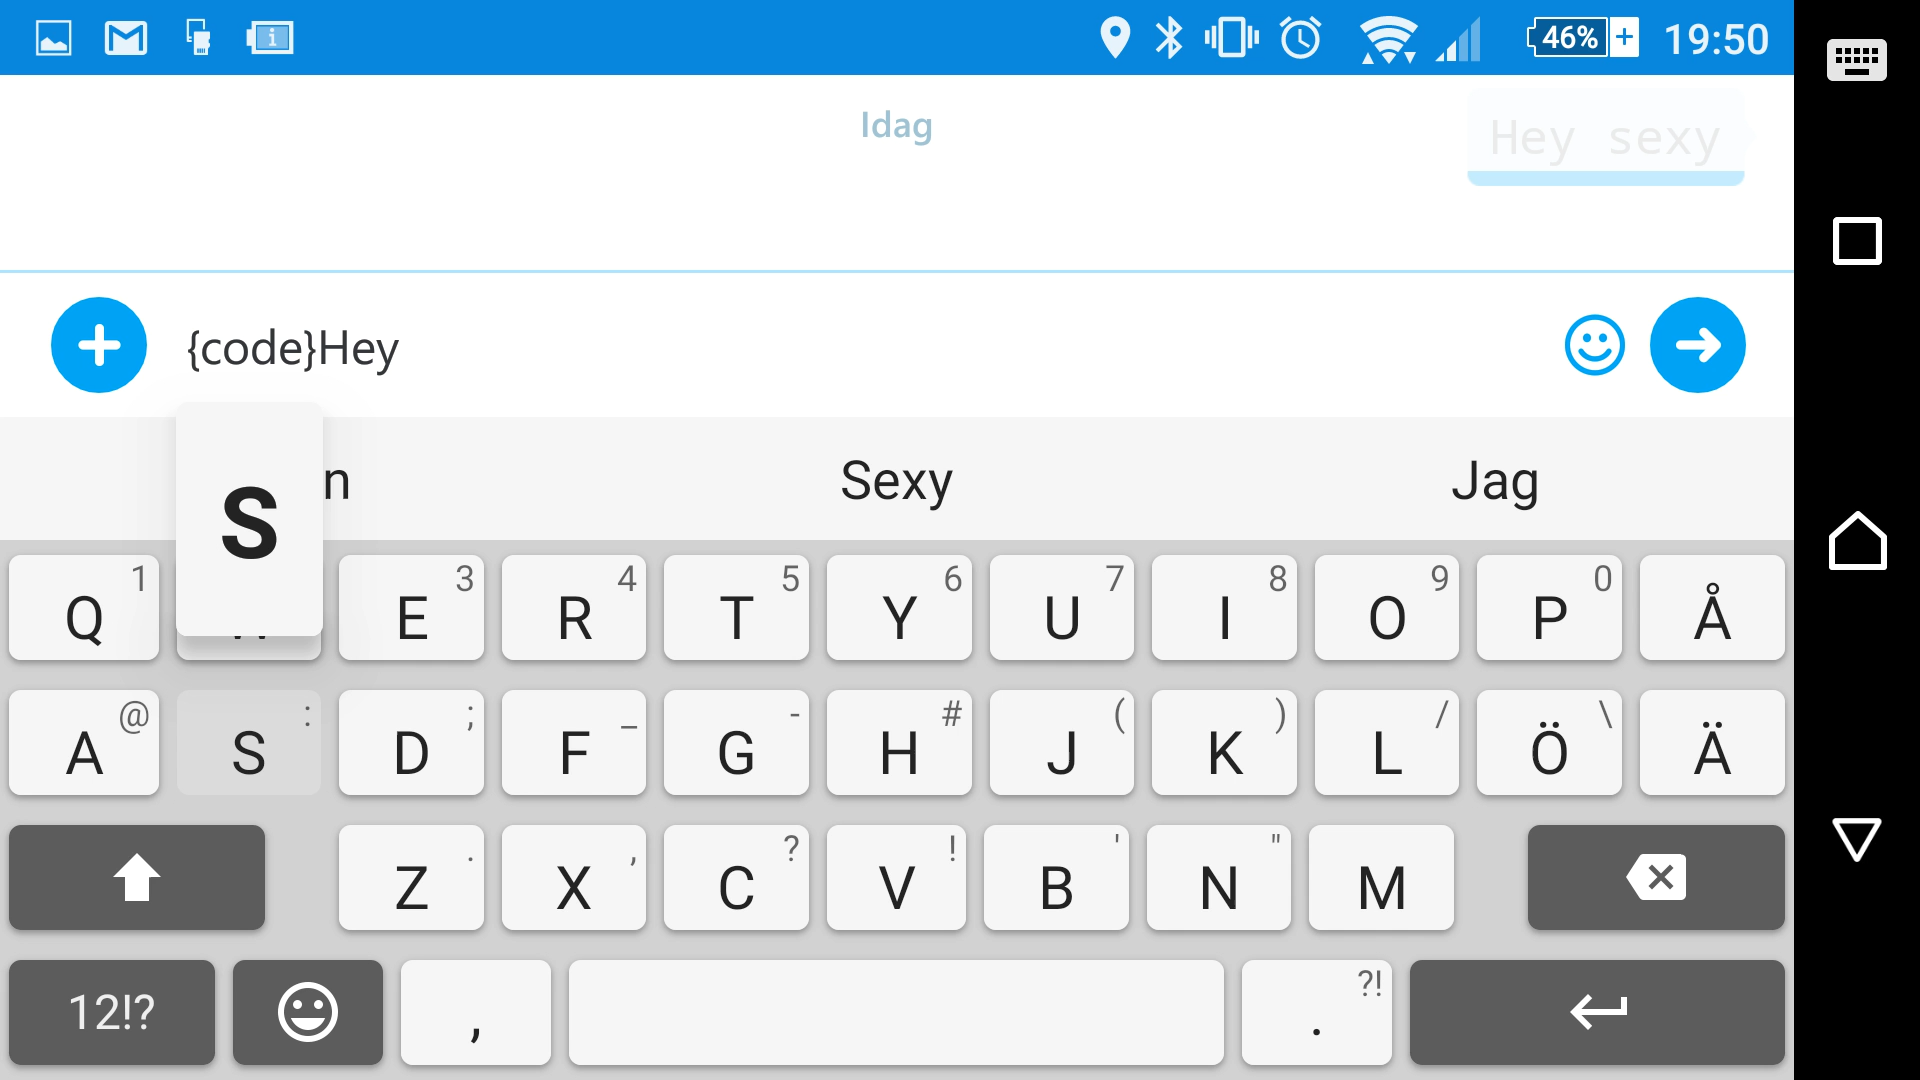 46% 19:50
Idag
Hey sexy
{code}Hey
n Sexy Jag
S
1 3 4 5 6 7 8 9 0
Q E R T Y U I O P Å
@ : ; _ - # ( ) / \
A S D F G H J K L Ö Ä
. , ? ! ' "
Z X C V B N M
?!
12!? , .